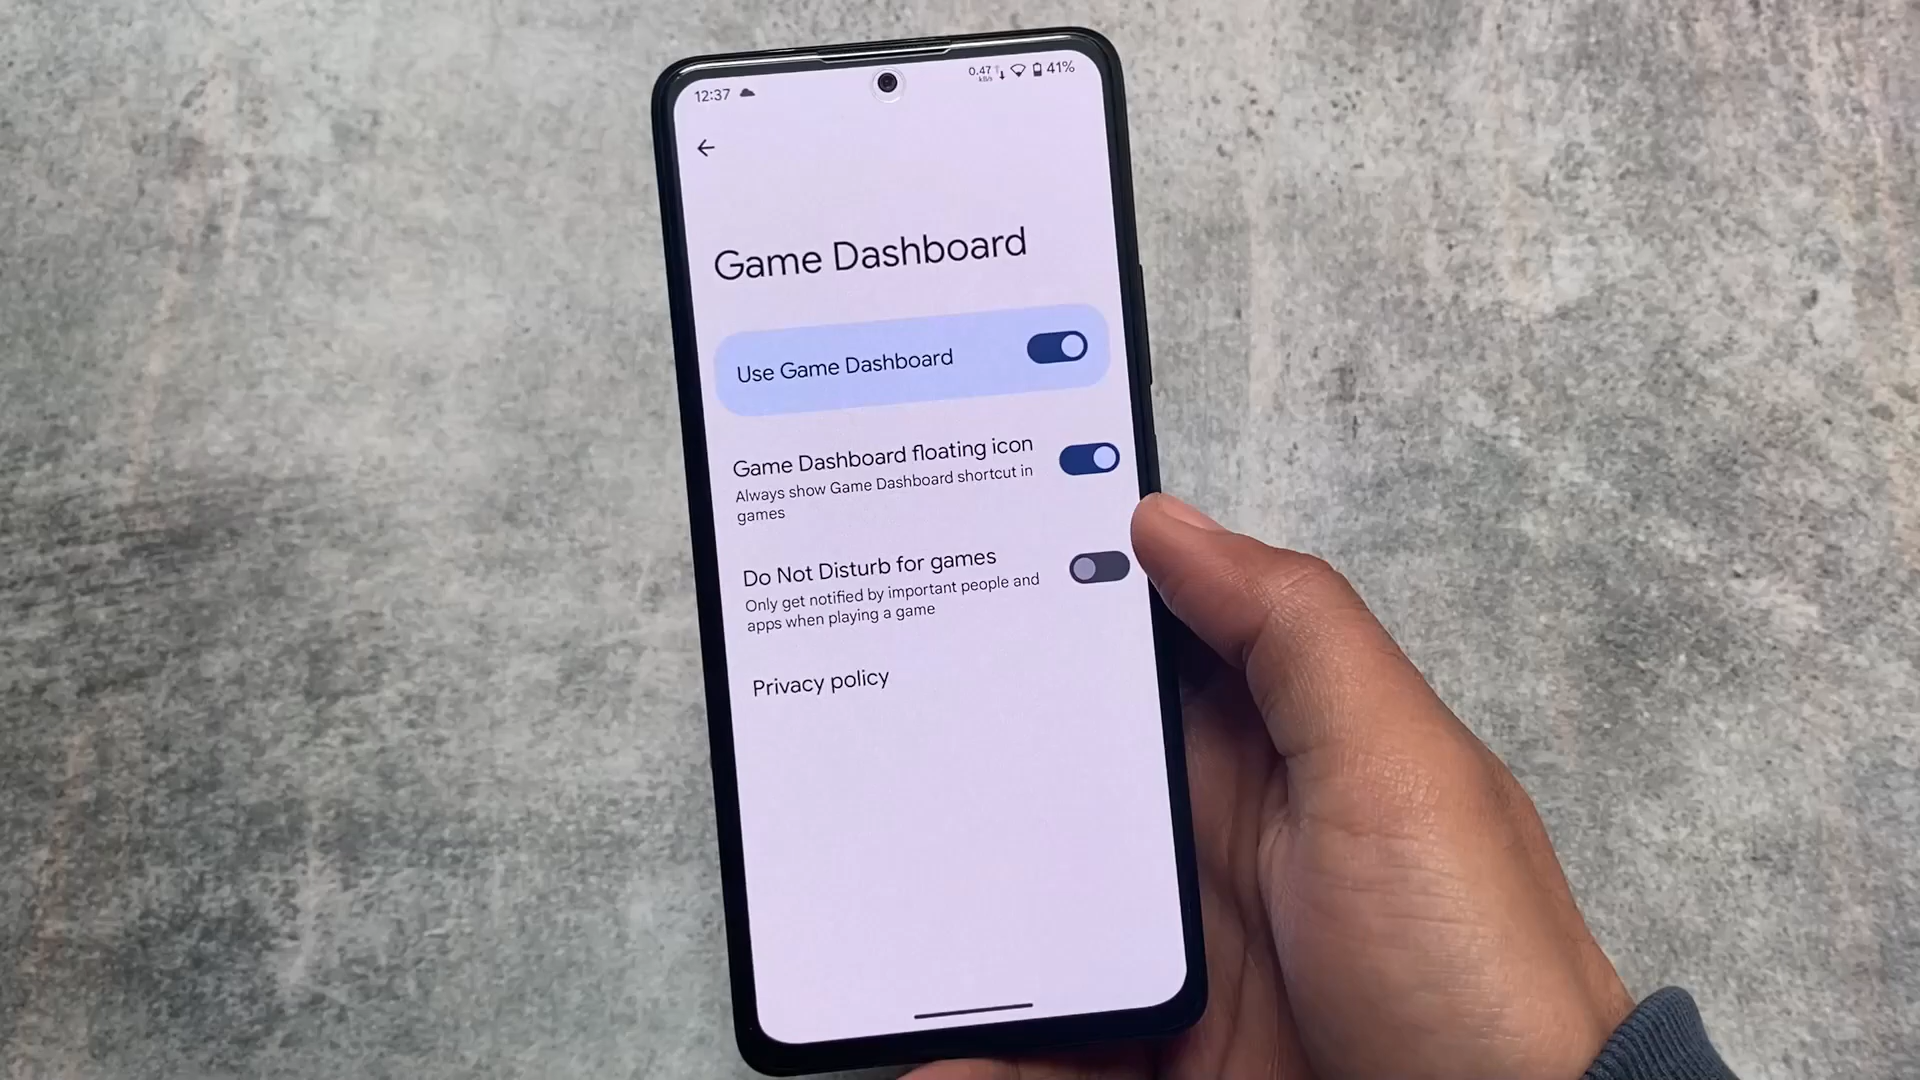 12:37
0.47 kB/s 41%
Game Dashboard
Use Game Dashboard
Game Dashboard floating icon
Always show Game Dashboard shortcut in
games
Do Not Disturb for games
Only get notified by important people and
apps when playing a game
Privacy policy